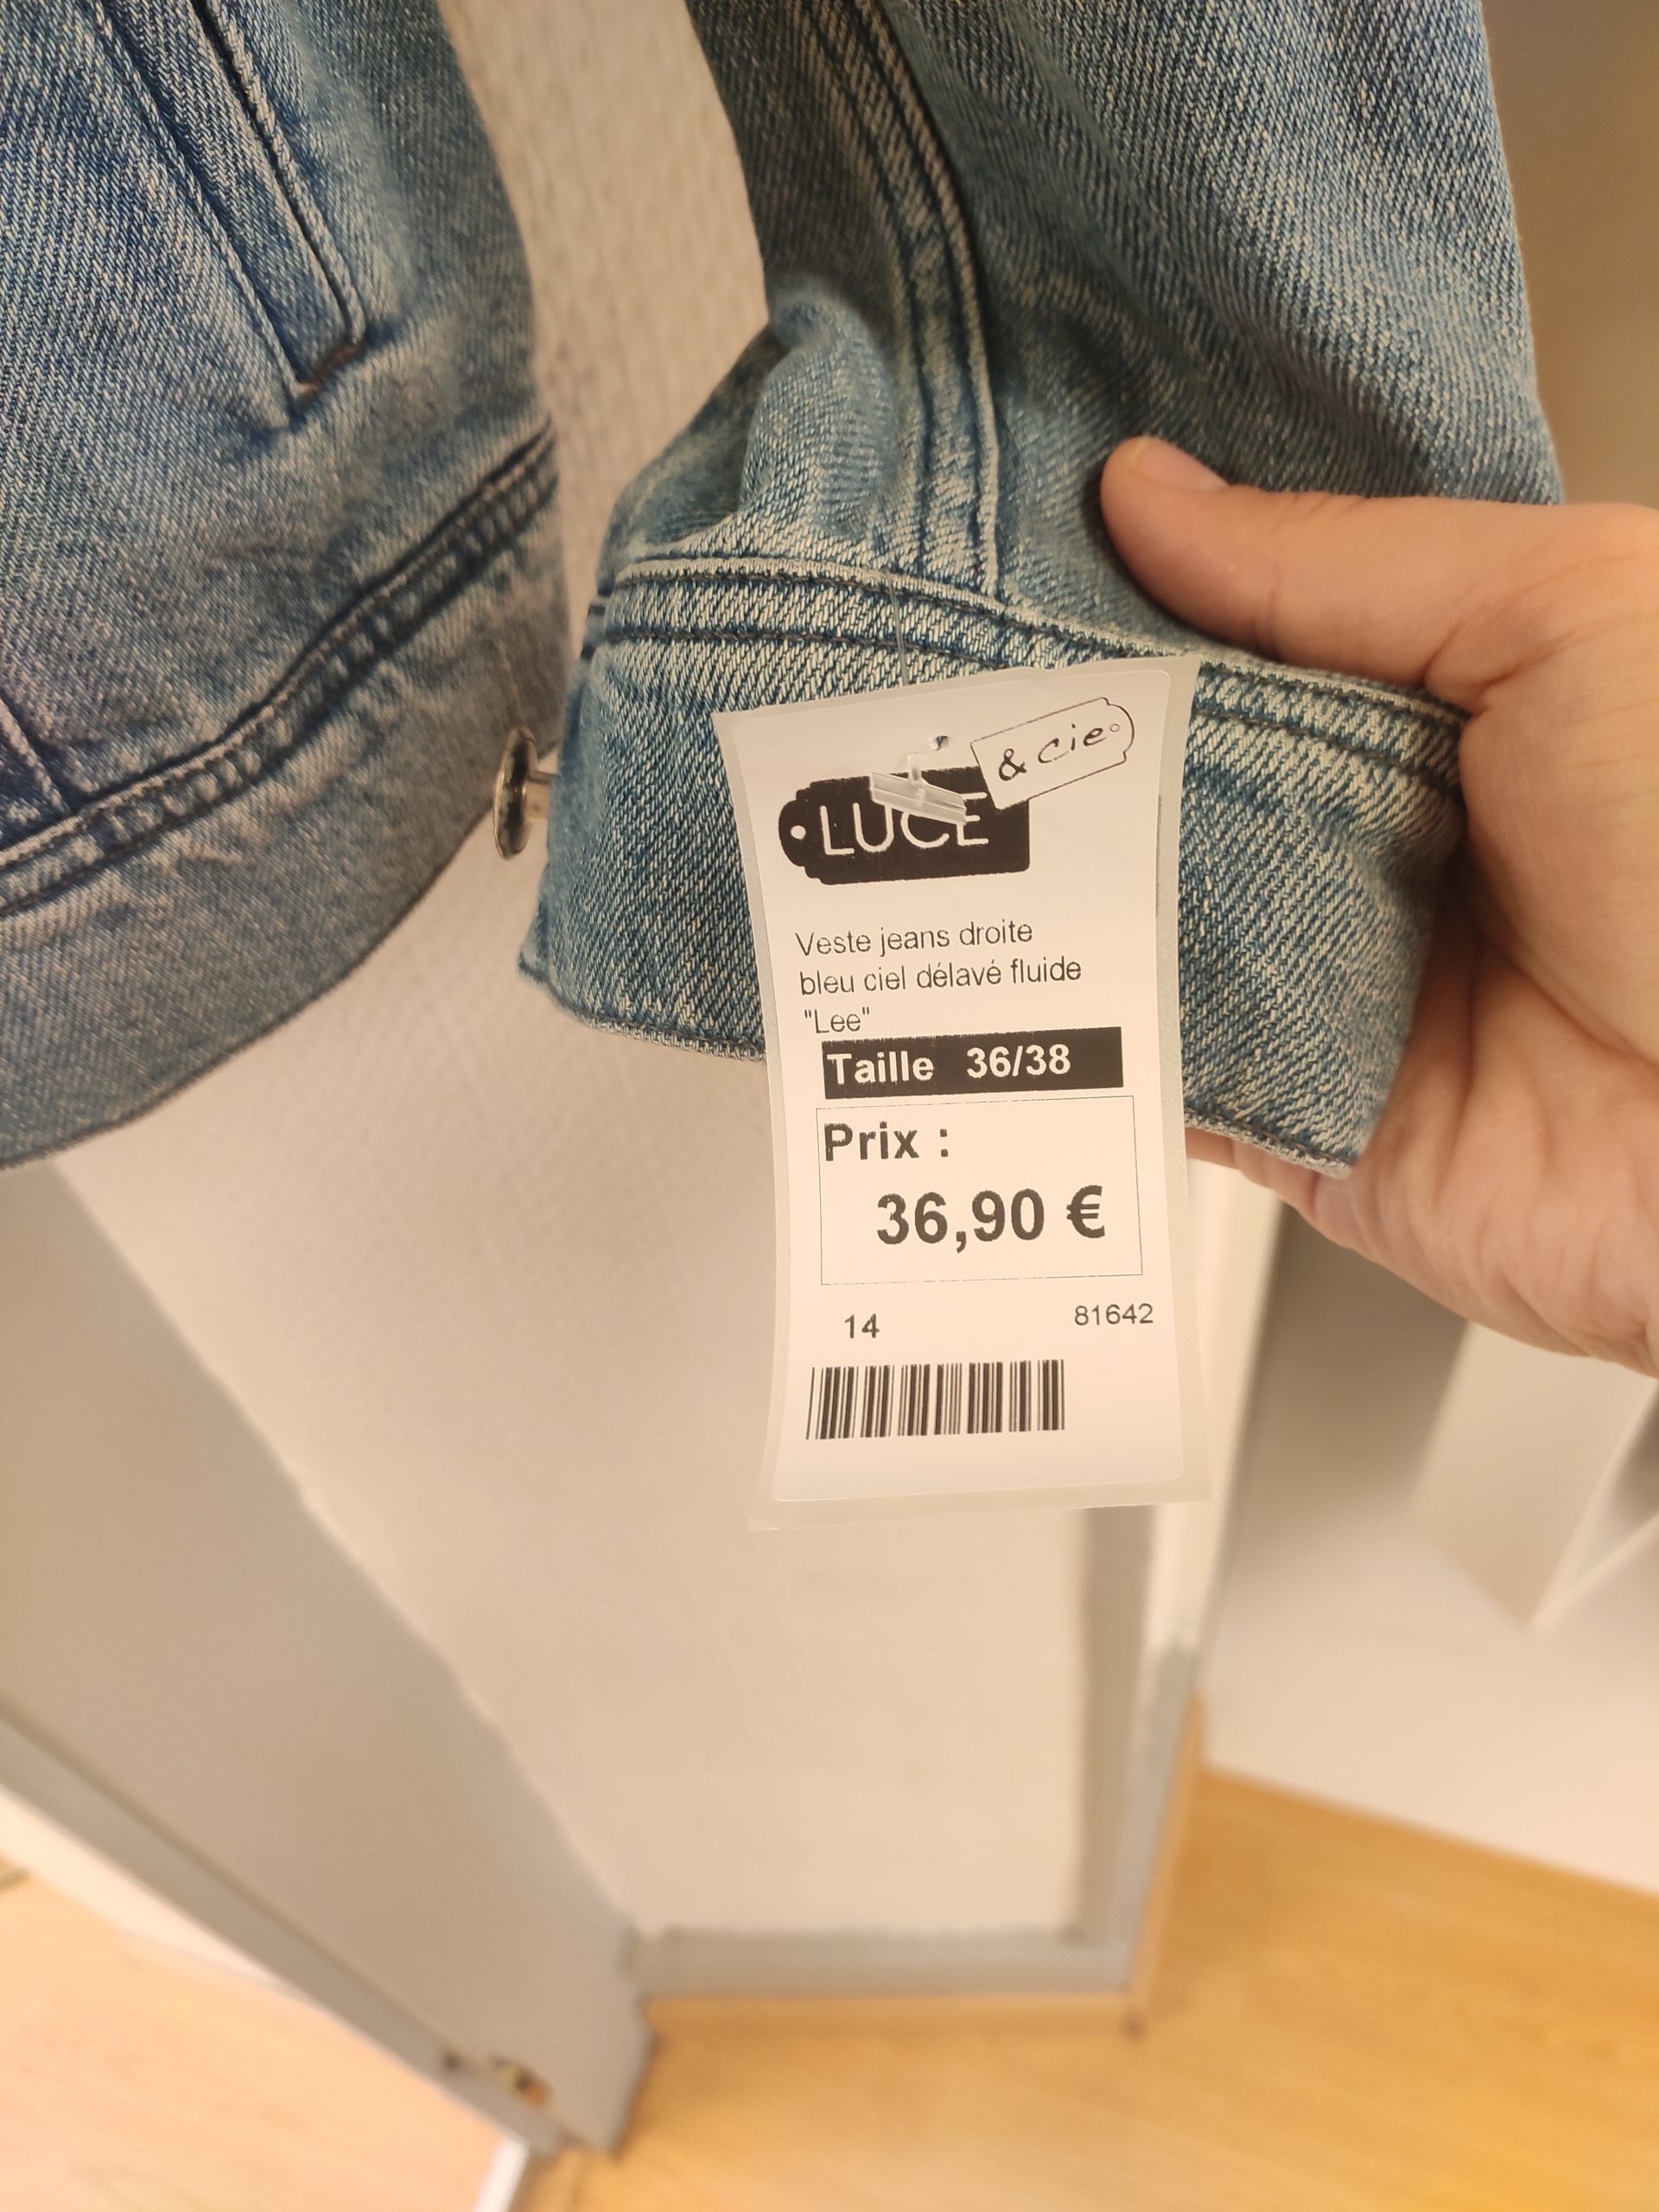 & cie
LUCE
Veste jeans droite
bleu ciel délavé fluide
"Lee"
Taille 36/38
Prix :
36,90 €
14 81642